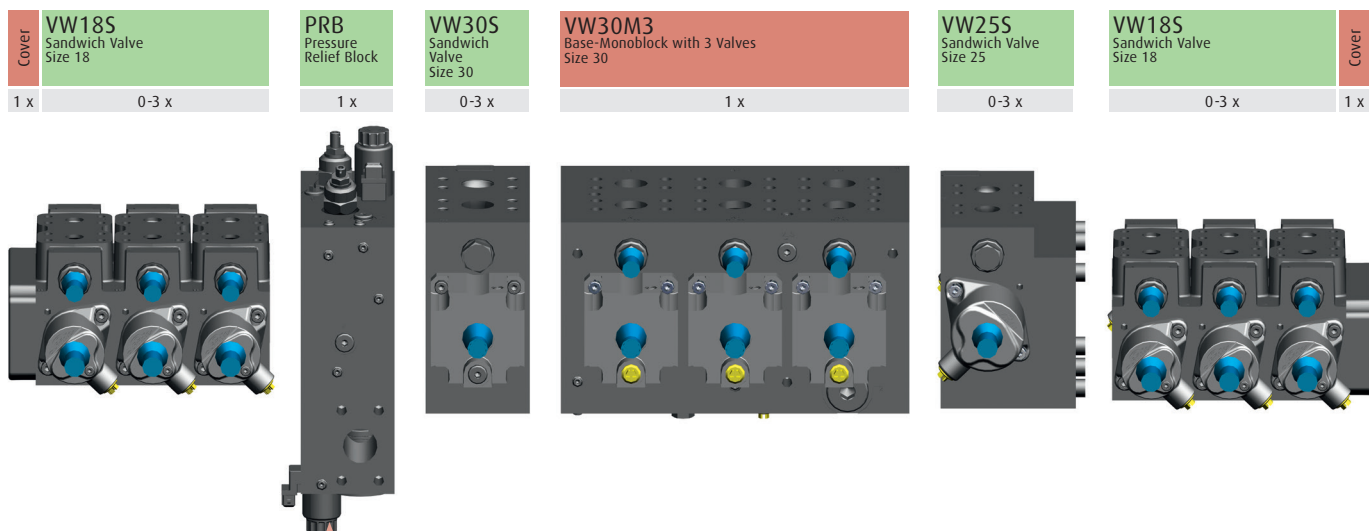 Cover
VW18S
Sandwich Valve
Size 18
PRB
Pressure
Relief Block
VW30S
Sandwich
Valve
Size 30
VW30M3
Base-Monoblock with 3 Valves
Size 30
VW25S
Sandwich Valve
Size 25
VW18S
Sandwich Valve
Size 18
Cover
1 x
0-3 x
1 x
0-3 x
1 x
0-3 x
0-3 x
1 x